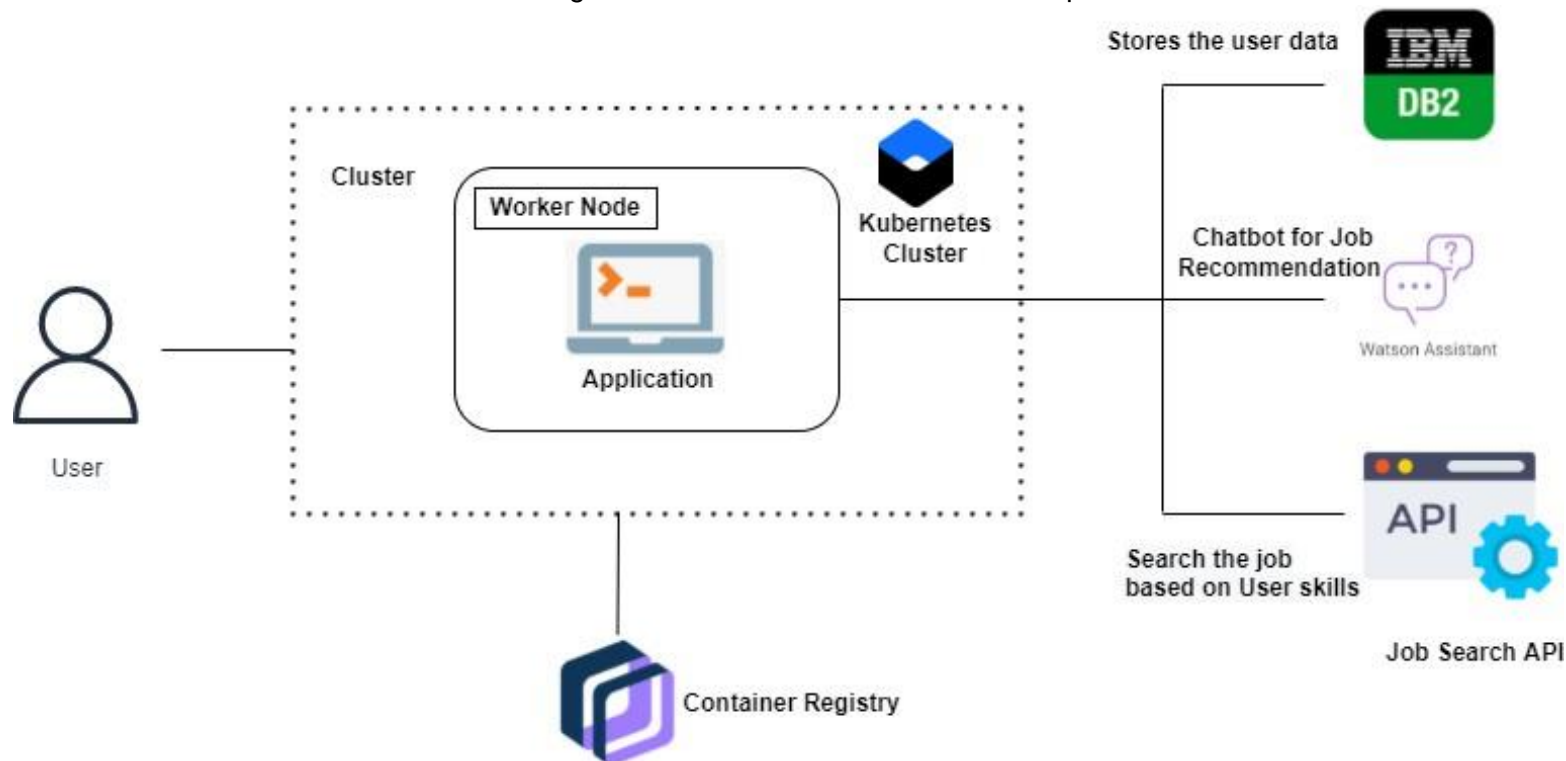 Stores the user data
IBM
DB2
Cluster
Worker Node
Kubernetes
Cluster
Application
Chatbot for Job
Recommendation
?
Watson Assistant
User
API
Search the job
based on User skills
Job Search API
Container Registry